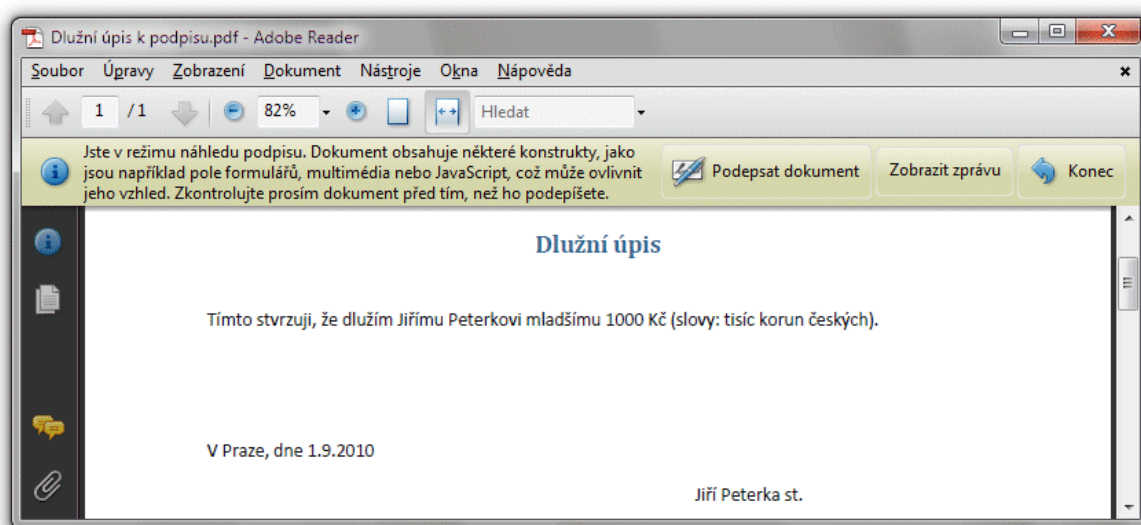 Dlužní úpis k podpisu.pdf - Adobe Reader
Soubor Úpravy Zobrazení Dokument Nástroje Okna Nápověda
1 / 1 82% Hledat
Jste v režimu náhledu podpisu. Dokument obsahuje některé konstrukty, jako
jsou například pole formulářů, multimédia nebo JavaScript, což může ovlivnit
jeho vzhled. Zkontrolujte prosím dokument před tím, než ho podepíšete.
Podepsat dokument Zobrazit zprávu Konec
Dlužní úpis
Tímto stvrzuji, že dlužím Jiřímu Peterkovi mladšímu 1000 Kč (slovy: tisíc korun českých).
V Praze, dne 1.9.2010
Jiří Peterka st.